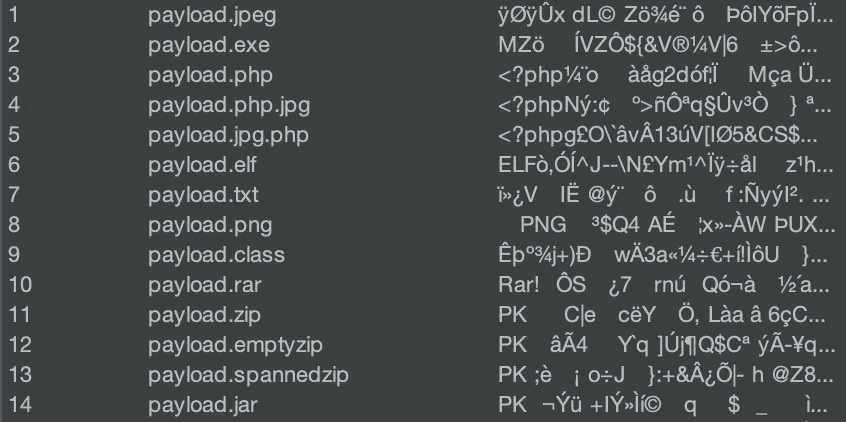 1 payload.jpeg ÿØÿÛx dL© Zö¾é¨ ô ÞôIYõFpÏ...
2 payload.exe MZö ÍVZÔ${&V®¼V|6 ±>ô...
3 payload.php <?php¼¨o àåg2dóf¦Ï Mça Ü...
4 payload.php.jpg <?phpNý:¢ º>ñÔªq§Ûv³Ò } ª...
5 payload.jpg.php <?phpg£O\`âvÂ13úV[IØ5&CS$...
6 payload.elf ELFò,ÓÍ^J--\N£Ym¹^Ïÿ÷ål z¹h...
7 payload.txt ï»¿V IË @ý¨ ô .ù f :ÑyýI². ...
8 payload.png PNG ³$Q4 AÉ ¦x»-ÀW ÞUX...
9 payload.class Êþº¾j+)Ð wÄ3a«¼÷€+í!ÌôU }...
10 payload.rar Rar! ÔS ¿7 rnú Qó¬à ½´a...
11 payload.zip PK C|e cëY Ö, Làa â 6çC...
12 payload.emptyzip PK âÃ4 Yˆq ]Új¶Q$Cª ýÃ-¥q...
13 payload.spannedzip PK ;è ¡ o÷J }:+&Â¿Õ|- h @Z8...
14 payload.jar PK ¬Ýü +IÝ»Ìí© q $ _ ì...